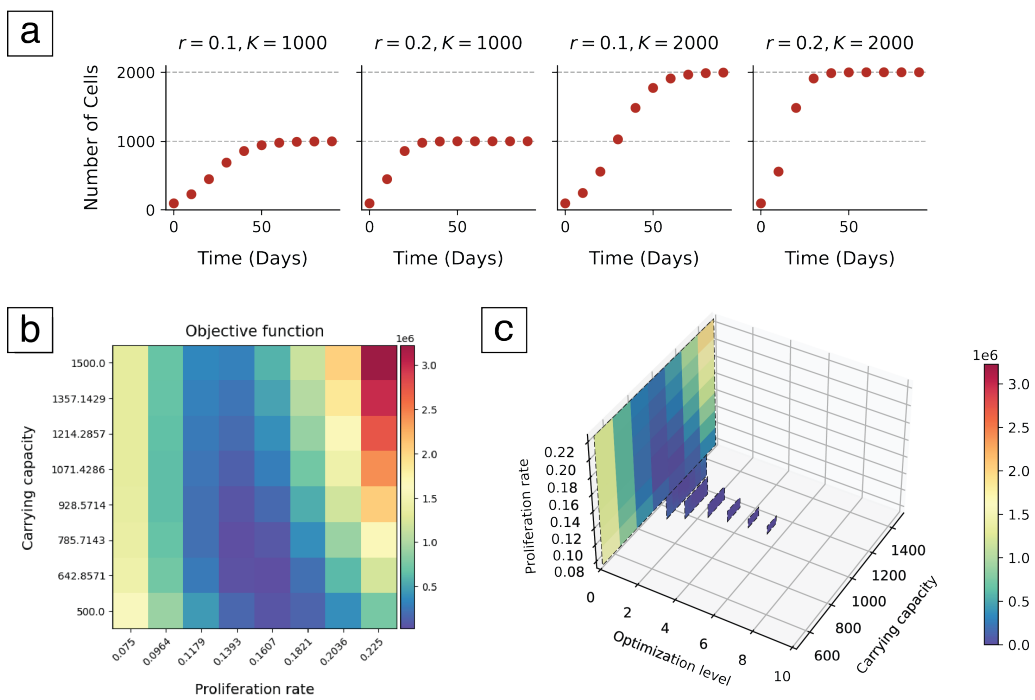 a
r = 0.1, K = 1000
r = 0.2, K = 1000
r = 0.1, K = 2000
r = 0.2, K = 2000
Number of Cells
2000
1000
0
0 50
0 50
0 50
0 50
Time (Days)
Time (Days)
Time (Days)
Time (Days)
b
Objective function
Carrying capacity
1500.0
1357.1429
1214.2857
1071.4286
928.5714
785.7143
642.8571
500.0
0.075
0.0964
0.1179
0.1393
0.1607
0.1821
0.2036
0.225
Proliferation rate
1e6
3.0
2.5
2.0
1.5
1.0
0.5
c
Proliferation rate
0.22
0.20
0.18
0.16
0.14
0.12
0.10
0.08
0
2
4
6
8
10
Optimization level
600
800
1000
1200
1400
Carrying capacity
1e6
3.0
2.5
2.0
1.5
1.0
0.5
0.0